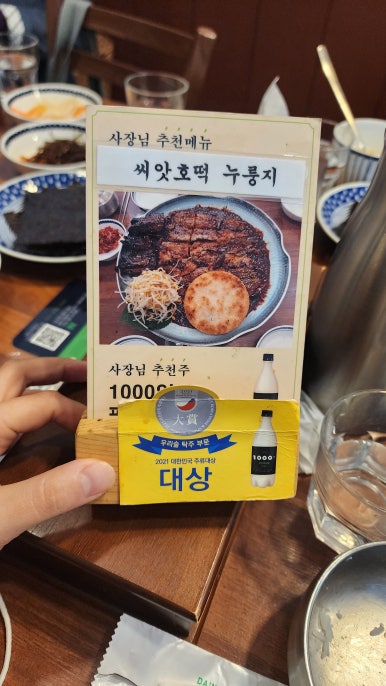 사장님 추천메뉴
씨앗호떡 누룽지
사장님 추천주
1000
大賞
우리술 탁주 부문
2021 대한민국 주류대상
대상
1000